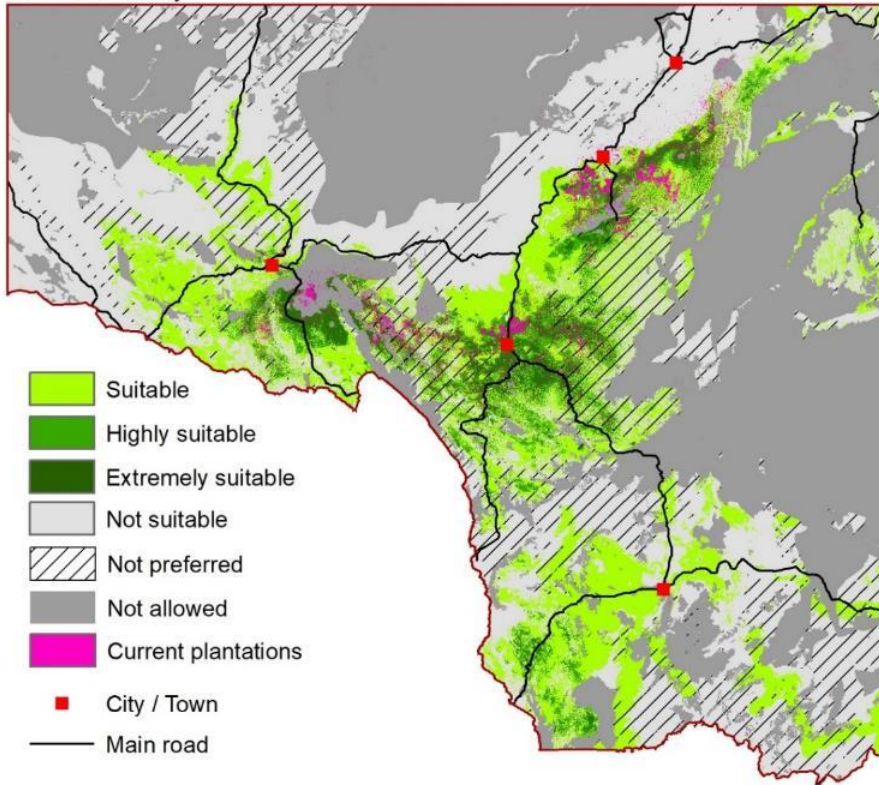 Suitable
Highly suitable
Extremely suitable
Not suitable
Not preferred
Not allowed
Current plantations
City / Town
Main road